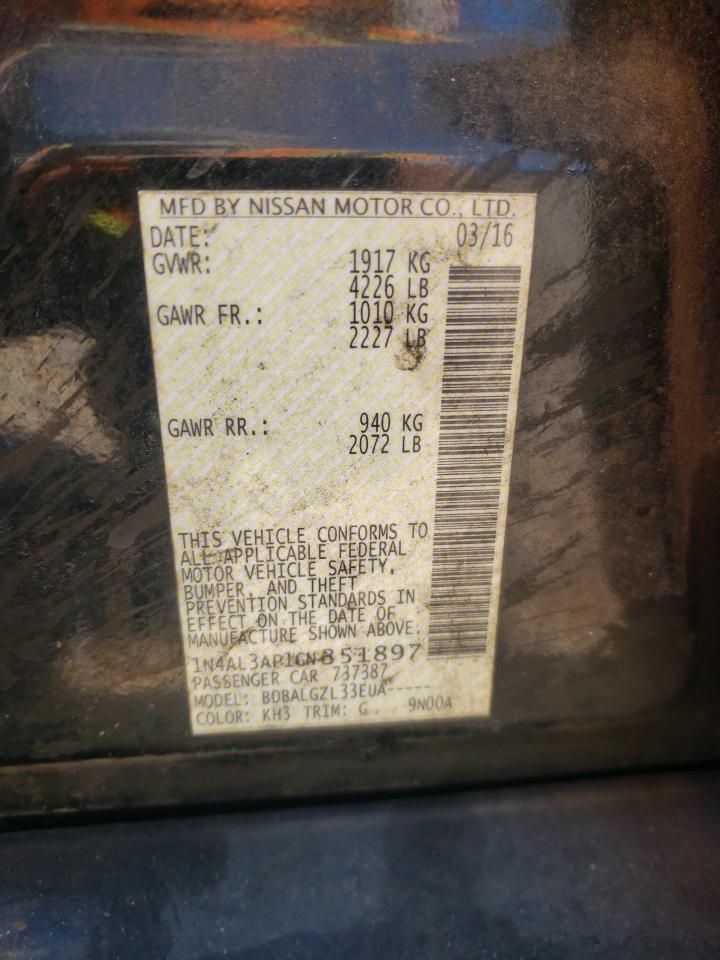 MFD BY NISSAN MOTOR CO., LTD.
DATE: 03/16
GVWR: 1917 KG
4226 LB
GAWR FR.: 1010 KG
2227 LB
GAWR RR.: 940 KG
2072 LB
THIS VEHICLE CONFORMS TO
ALL APPLICABLE FEDERAL
MOTOR VEHICLE SAFETY,
BUMPER, AND THEFT
PREVENTION STANDARDS IN
EFFECT ON THE DATE OF
MANUFACTURE SHOWN ABOVE.
1N4AL3AP1GN351897
PASSENGER CAR 737387
MODEL: BDBALGZL33EUA-----
COLOR: KH3 TRIM: G 9N00A